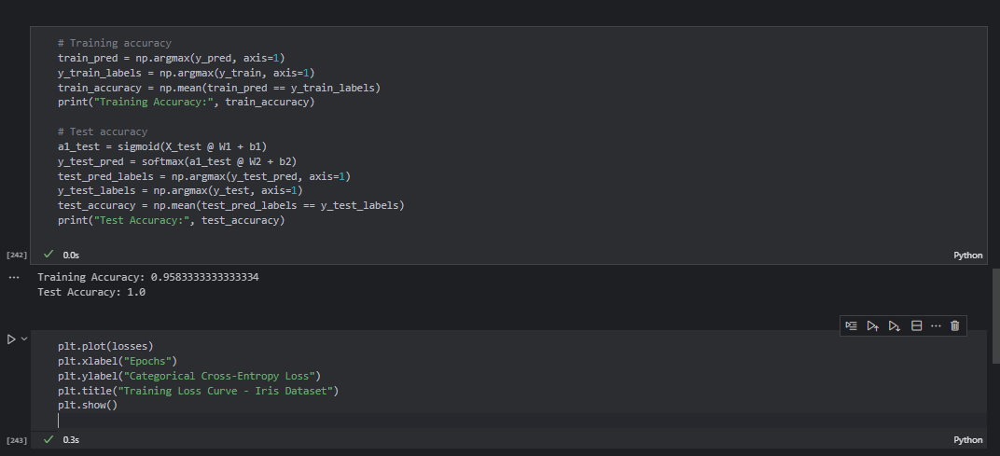 # Training accuracy
train_pred = np.argmax(y_pred, axis=1)
y_train_labels = np.argmax(y_train, axis=1)
train_accuracy = np.mean(train_pred == y_train_labels)
print("Training Accuracy:", train_accuracy)
# Test accuracy
a1_test = sigmoid(X_test @ W1 + b1)
y_test_pred = softmax(a1_test @ W2 + b2)
test_pred_labels = np.argmax(y_test_pred, axis=1)
y_test_labels = np.argmax(y_test, axis=1)
test_accuracy = np.mean(test_pred_labels == y_test_labels)
print("Test Accuracy:", test_accuracy)
[242] 0.0s Python
Training Accuracy: 0.9583333333333334
Test Accuracy: 1.0
plt.plot(losses)
plt.xlabel("Epochs")
plt.ylabel("Categorical Cross-Entropy Loss")
plt.title("Training Loss Curve - Iris Dataset")
plt.show()
[243] 0.3s Python